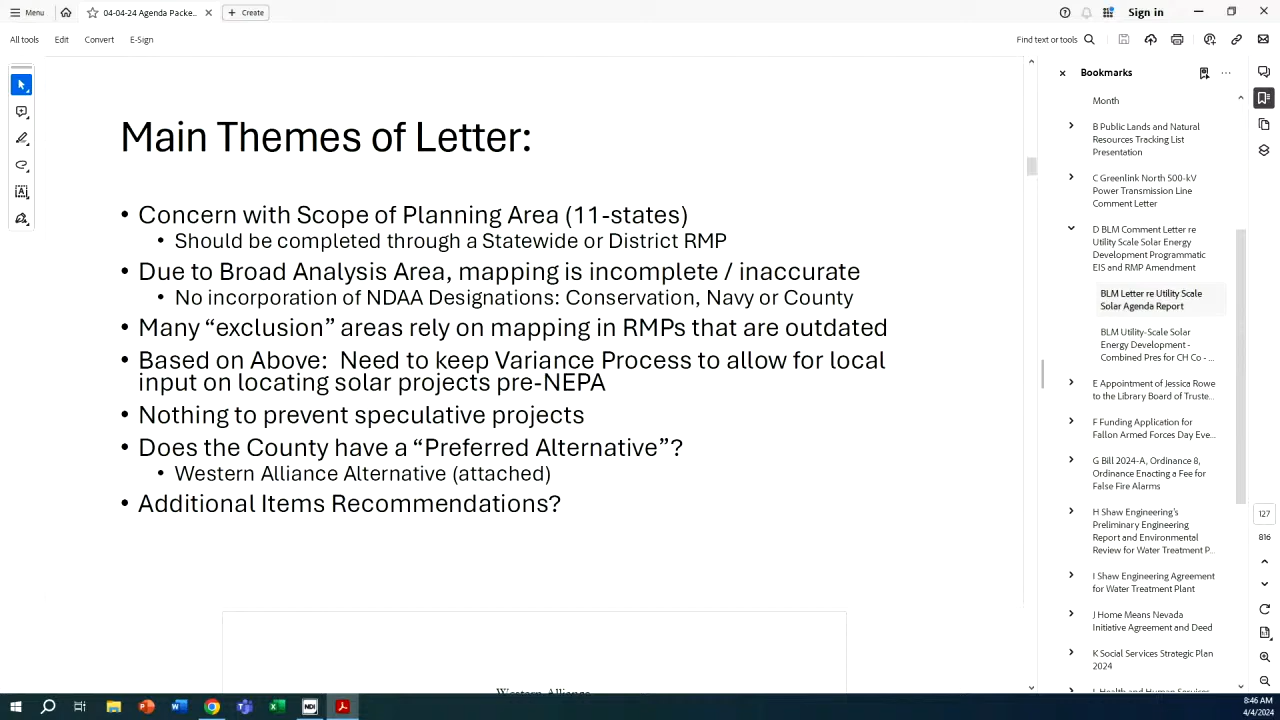 Menu
04-04-24 Agenda Packe...
Create
Sign in
All tools
Edit
Convert
E-Sign
Find text or tools
Main Themes of Letter:
• Concern with Scope of Planning Area (11-states)
• Should be completed through a Statewide or District RMP
• Due to Broad Analysis Area, mapping is incomplete / inaccurate
• No incorporation of NDAA Designations: Conservation, Navy or County
• Many “exclusion” areas rely on mapping in RMPs that are outdated
• Based on Above: Need to keep Variance Process to allow for local
input on locating solar projects pre-NEPA
• Nothing to prevent speculative projects
• Does the County have a “Preferred Alternative”?
• Western Alliance Alternative (attached)
• Additional Items Recommendations?
Western Alliance
Bookmarks
Month
B Public Lands and Natural
Resources Tracking List
Presentation
C Greenlink North 500-kV
Power Transmission Line
Comment Letter
D BLM Comment Letter re
Utility Scale Solar Energy
Development Programmatic
EIS and RMP Amendment
BLM Letter re Utility Scale
Solar Agenda Report
BLM Utility-Scale Solar
Energy Development -
Combined Pres for CH Co - ...
E Appointment of Jessica Rowe
to the Library Board of Truste...
F Funding Application for
Fallon Armed Forces Day Eve...
G Bill 2024-A, Ordinance 8,
Ordinance Enacting a Fee for
False Fire Alarms
H Shaw Engineering's
Preliminary Engineering
Report and Environmental
Review for Water Treatment P...
I Shaw Engineering Agreement
for Water Treatment Plant
J Home Means Nevada
Initiative Agreement and Deed
K Social Services Strategic Plan
2024
L Health and Human Services
127
816
NDI
8:46 AM
4/4/2024